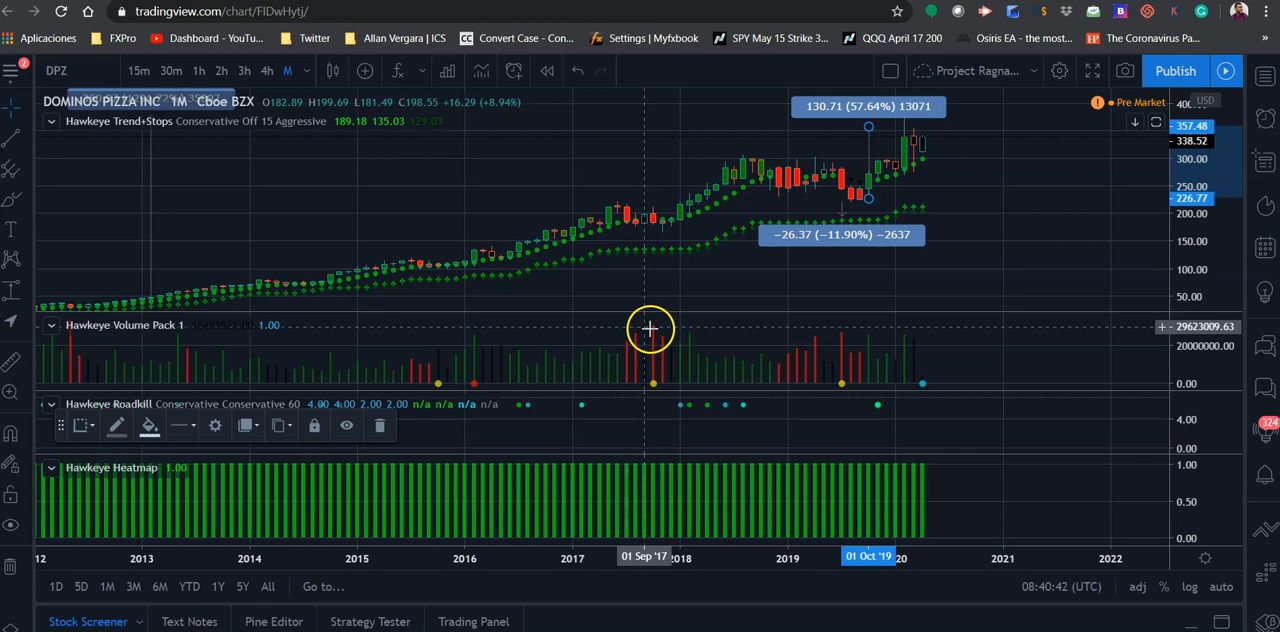 tradingview.com/chart/FIDwHytj/
Aplicaciones FXPro Dashboard - YouTu... Twitter Allan Vergara | ICS CC Convert Case - Con... Settings | Myfxbook SPY May 15 Strike 3... QQQ April 17 200 Osiris EA - the most... EP The Coronavirus Pa... »
2 DPZ 15m 30m 1h 2h 3h 4h M Project Ragna... Publish
DOMINOS PIZZA INC 1M Cboe BZX O182.89 H199.69 L181.49 C198.55 +16.29 (+8.94%)
130.71 (57.64%) 13071
Pre Market
USD
Hawkeye Trend+Stops Conservative Off 15 Aggressive 189.18 135.03 129.03
357.48
338.52
300.00
250.00
226.77
200.00
−26.37 (−11.90%) −2637
150.00
100.00
50.00
Hawkeye Volume Pack 1 1.00
29623009.63
20000000.00
0.00
Hawkeye Roadkill Conservative Conservative 60 4.00 4.00 2.00 2.00 n/a n/a n/a n/a
4.00
324
0.00
Hawkeye Heatmap 1.00
1.00
0.50
0.00
12 2013 2014 2015 2016 2017 01 Sep '17 2018 2019 01 Oct '19 2020 2021 2022
1D 5D 1M 3M 6M YTD 1Y 5Y All Go to... 08:40:42 (UTC) adj % log auto
Stock Screener Text Notes Pine Editor Strategy Tester Trading Panel